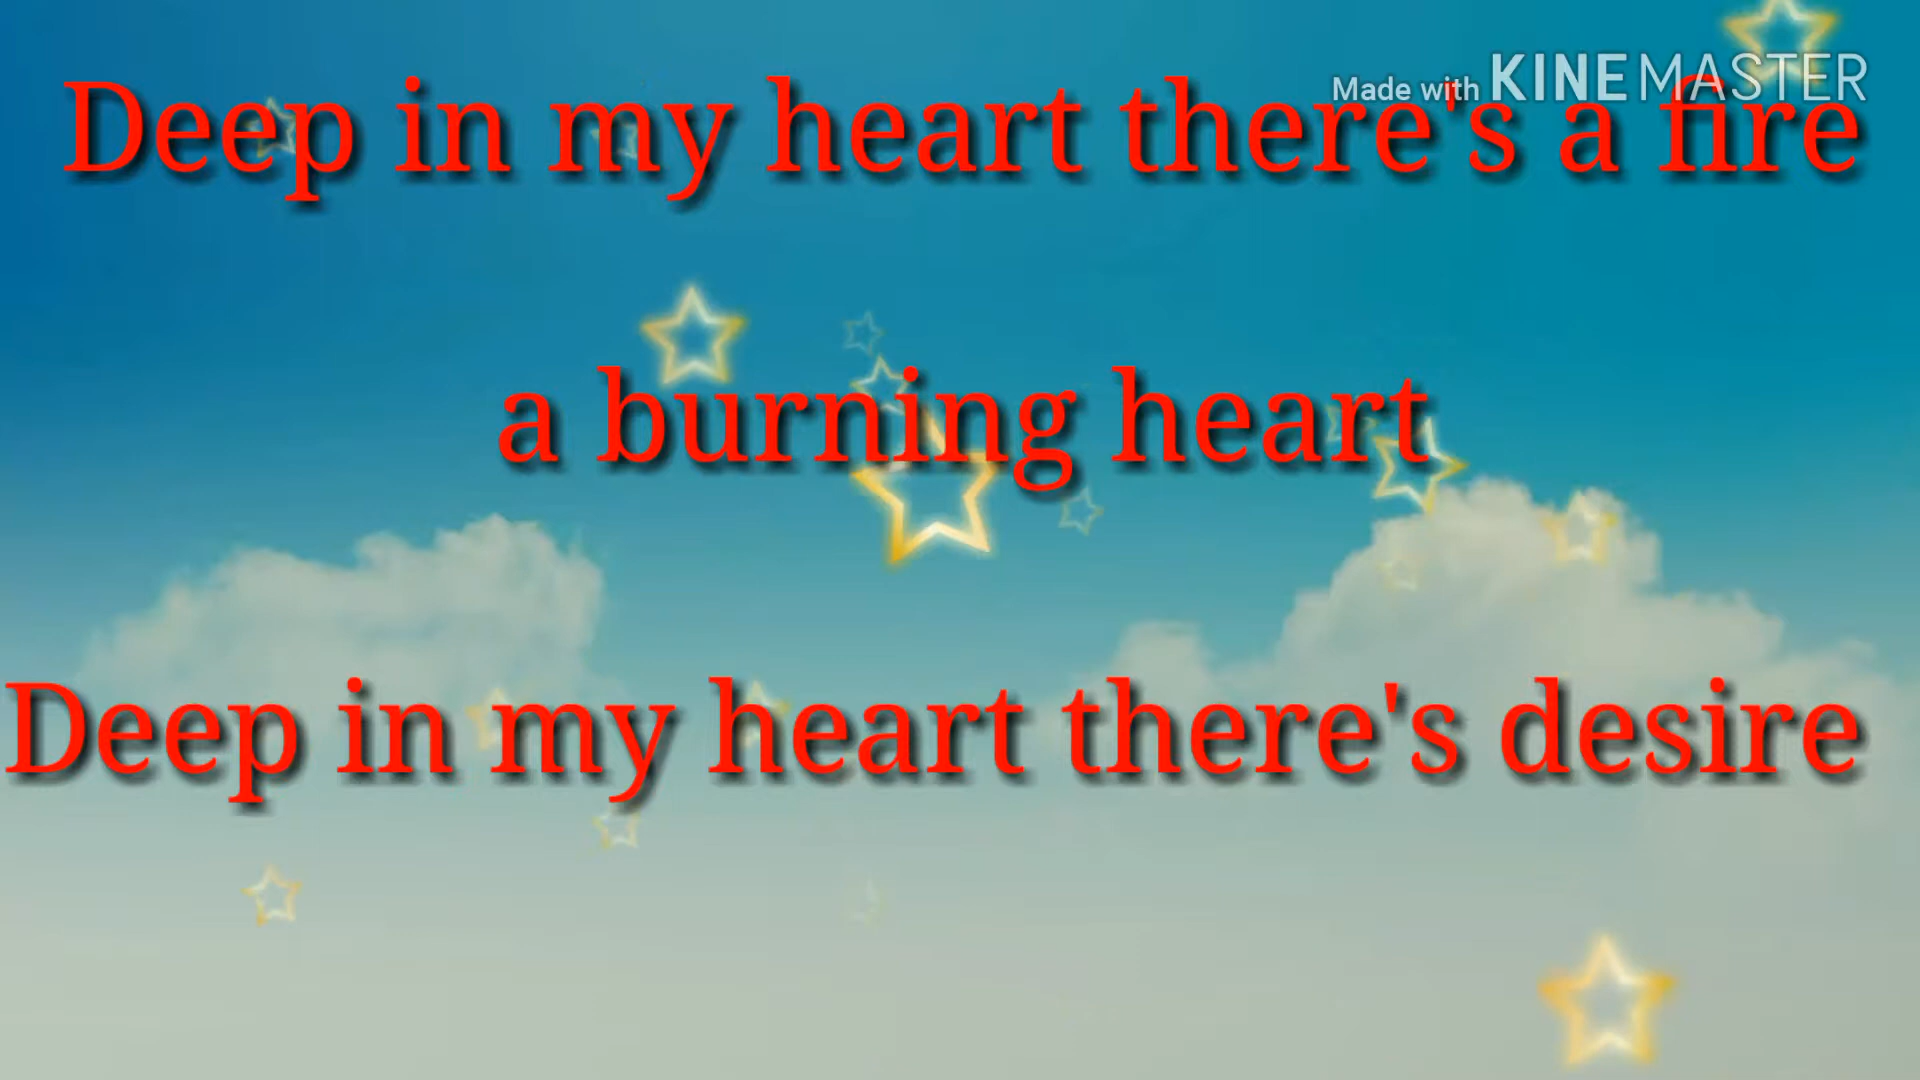 Made with KINEMASTER
Deep in my heart there's a fire
a burning heart
Deep in my heart there's desire